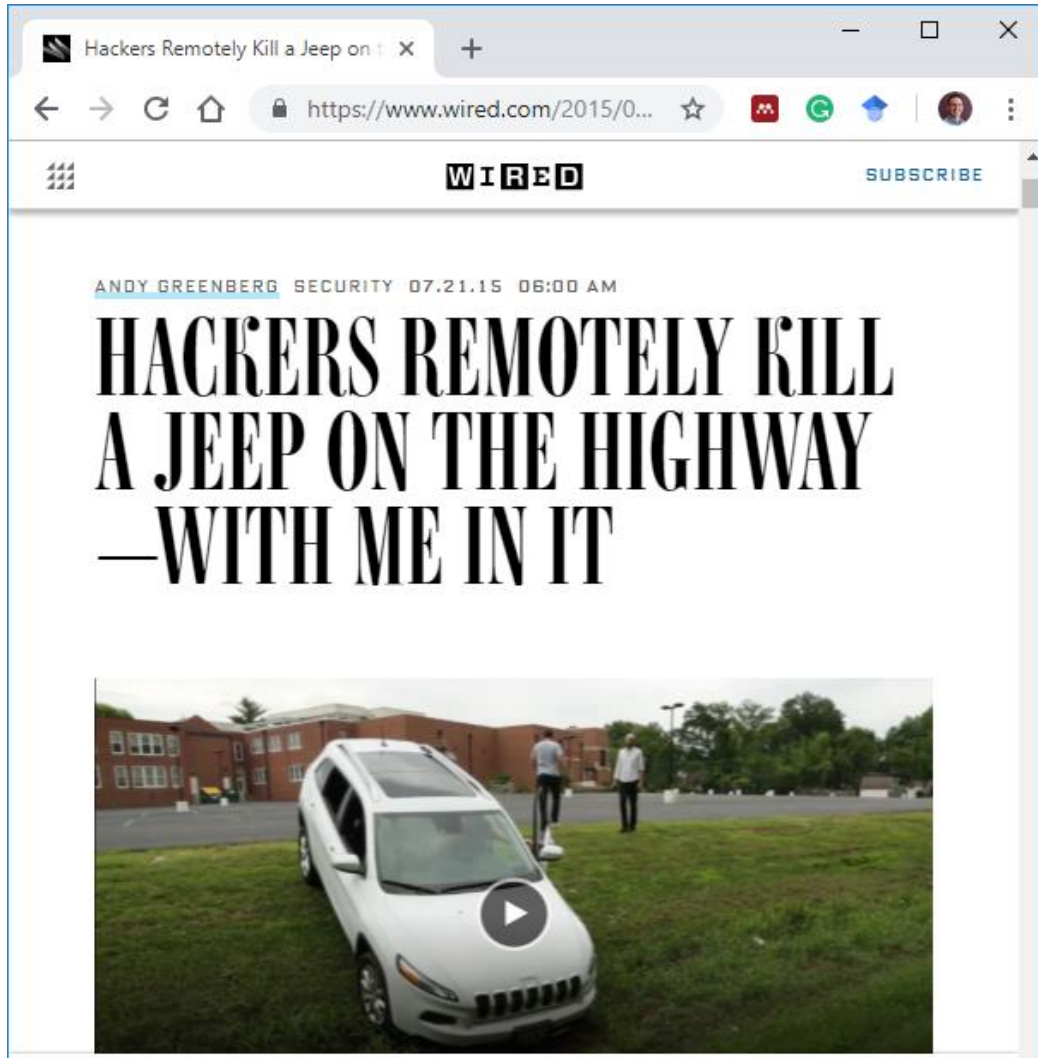 Hackers Remotely Kill a Jeep on t
https://www.wired.com/2015/0...
WIRED
SUBSCRIBE
ANDY GREENBERG SECURITY 07.21.15 06:00 AM
HACKERS REMOTELY KILL
A JEEP ON THE HIGHWAY
—WITH ME IN IT